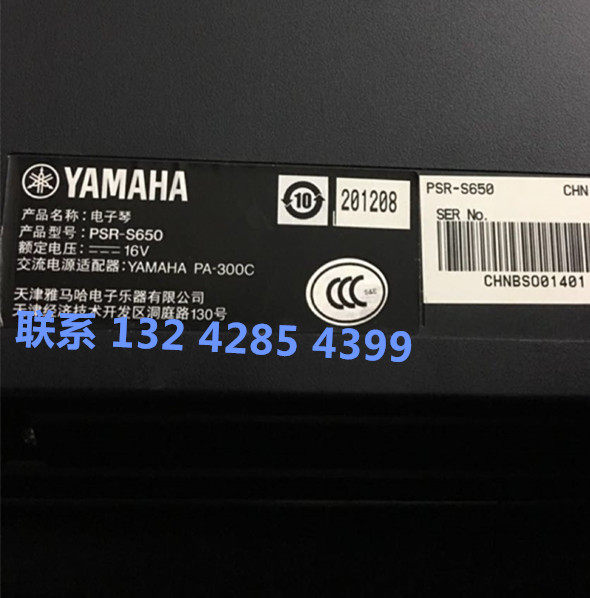 YAMAHA
产品名称：电子琴
产品型号：PSR-S650
额定电压：⎓16V
交流电源适配器：YAMAHA PA-300C
天津雅马哈电子乐器有限公司
天津经济技术开发区洞庭路130号
10
201208
CCC
S&E
PSR-S650 CHN
SER No.
CHNBSO01401
联系 132 4285 4399